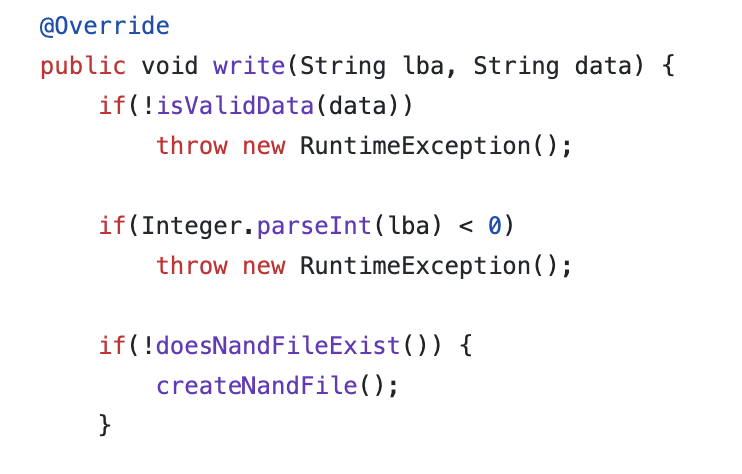 @Override
public void write(String lba, String data) {
    if(!isValidData(data))
        throw new RuntimeException();

    if(Integer.parseInt(lba) < 0)
        throw new RuntimeException();

    if(!doesNandFileExist()) {
        createNandFile();
    }